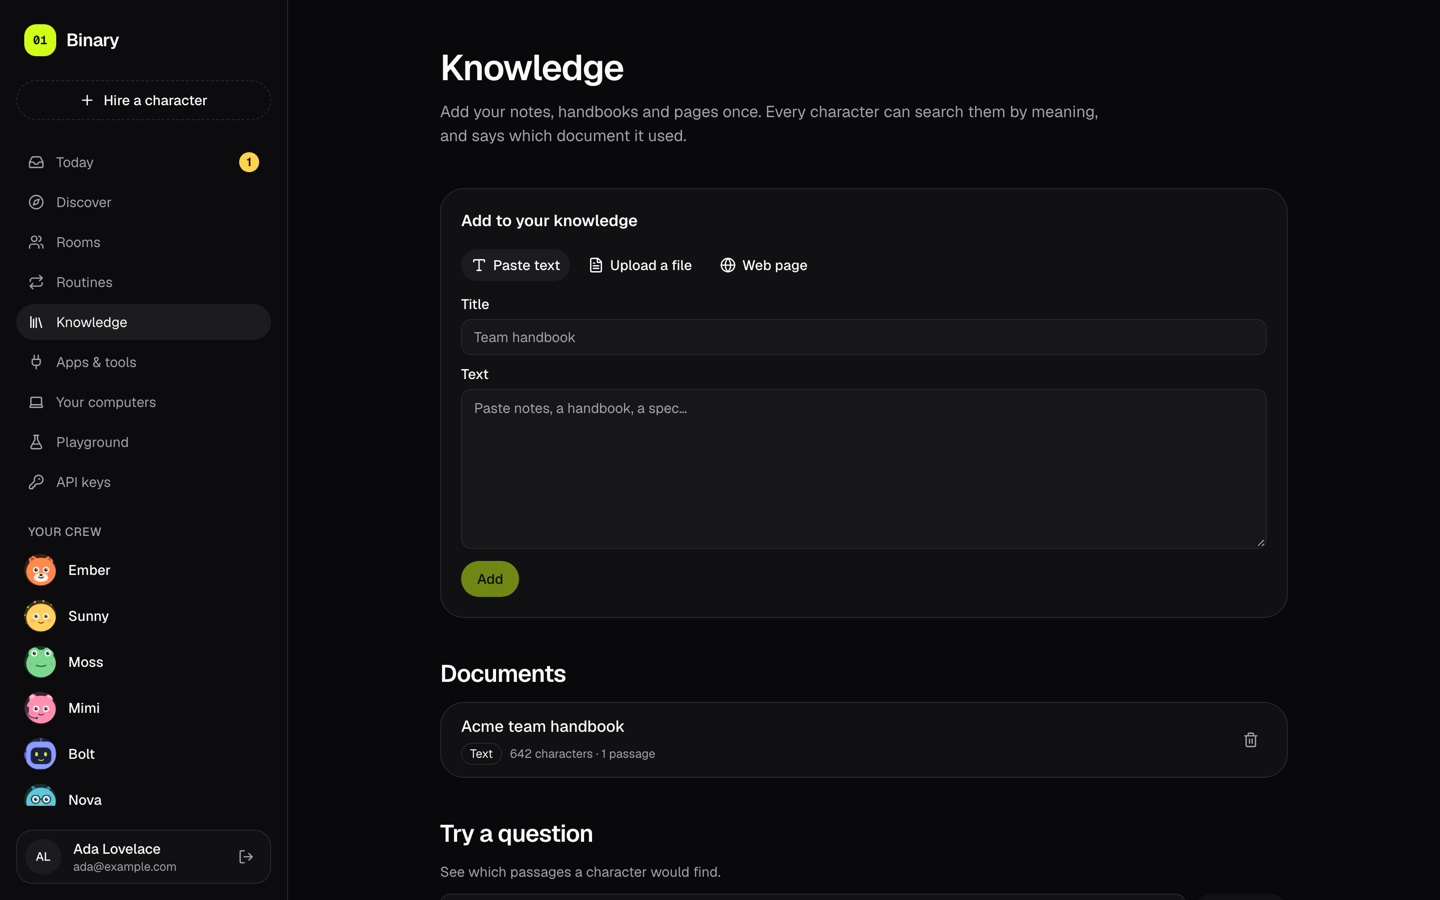 01 Binary
Hire a character
Today 1
Discover
Rooms
Routines
Knowledge
Apps & tools
Your computers
Playground
API keys
YOUR CREW
Ember
Sunny
Moss
Mimi
Bolt
Nova
AL
Ada Lovelace
ada@example.com
Knowledge
Add your notes, handbooks and pages once. Every character can search them by meaning,
and says which document it used.
Add to your knowledge
Paste text Upload a file Web page
Title
Team handbook
Text
Paste notes, a handbook, a spec...
Add
Documents
Acme team handbook
Text 642 characters · 1 passage
Try a question
See which passages a character would find.